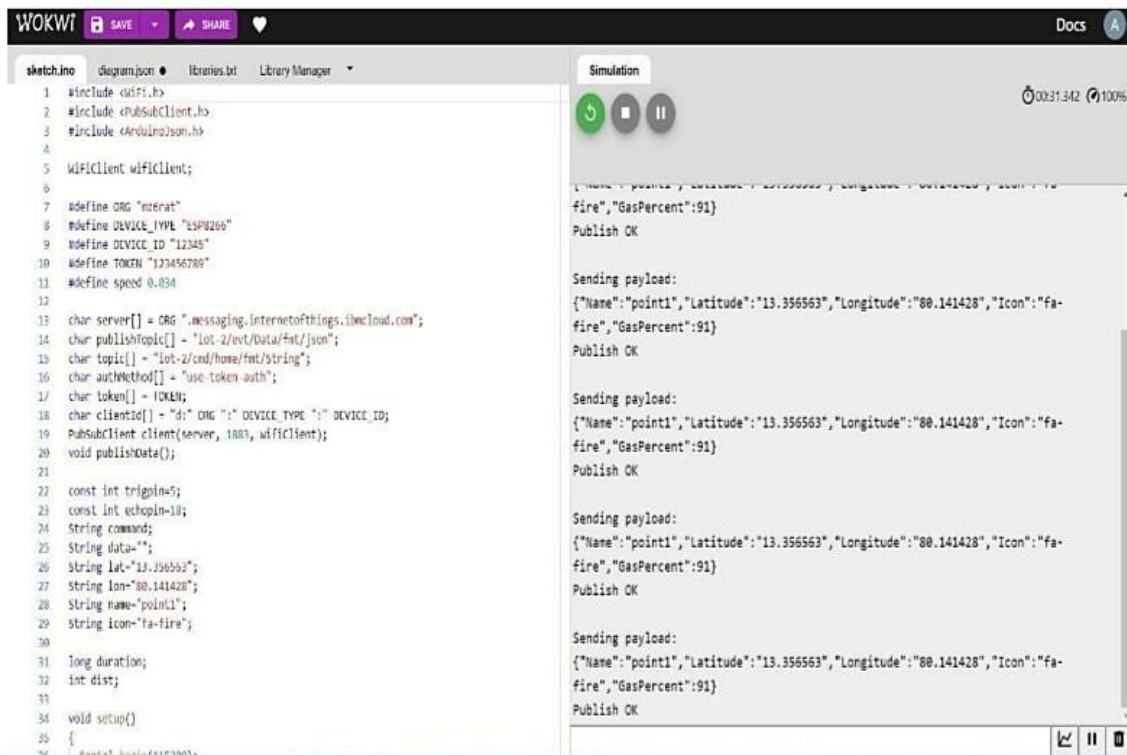 WOKWI SAVE SHARE Docs A
sketch.ino diagram.json ● libraries.txt Library Manager
1 #include <WiFi.h>
2 #include <PubSubClient.h>
3 #include <ArduinoJson.h>
4
5 WiFiClient wifiClient;
6
7 #define ORG "mz6rat"
8 #define DEVICE_TYPE "ESP8266"
9 #define DEVICE_ID "12345"
10 #define TOKEN "123456789"
11 #define speed 0.034
12
13 char server[] = ORG ".messaging.internetofthings.ibmcloud.com";
14 char publishTopic[] = "iot-2/evt/Data/fmt/json";
15 char topic[] = "iot-2/cmd/home/fmt/String";
16 char authMethod[] = "use-token-auth";
17 char token[] = TOKEN;
18 char clientId[] = "d:" ORG ":" DEVICE_TYPE ":" DEVICE_ID;
19 PubSubClient client(server, 1883, wifiClient);
20 void publishData();
21
22 const int trigpin=5;
23 const int echopin=18;
24 String command;
25 String data="";
26 String lat="13.356563";
27 String lon="80.141428";
28 String name="point1";
29 String icon="fa-fire";
30
31 long duration;
32 int dist;
33
34 void setup()
35 {
Simulation
00:31.342 100%
fire","GasPercent":91}
Publish OK
Sending payload:
{"Name":"point1","Latitude":"13.356563","Longitude":"80.141428","Icon":"fa-
fire","GasPercent":91}
Publish OK
Sending payload:
{"Name":"point1","Latitude":"13.356563","Longitude":"80.141428","Icon":"fa-
fire","GasPercent":91}
Publish OK
Sending payload:
{"Name":"point1","Latitude":"13.356563","Longitude":"80.141428","Icon":"fa-
fire","GasPercent":91}
Publish OK
Sending payload:
{"Name":"point1","Latitude":"13.356563","Longitude":"80.141428","Icon":"fa-
fire","GasPercent":91}
Publish OK